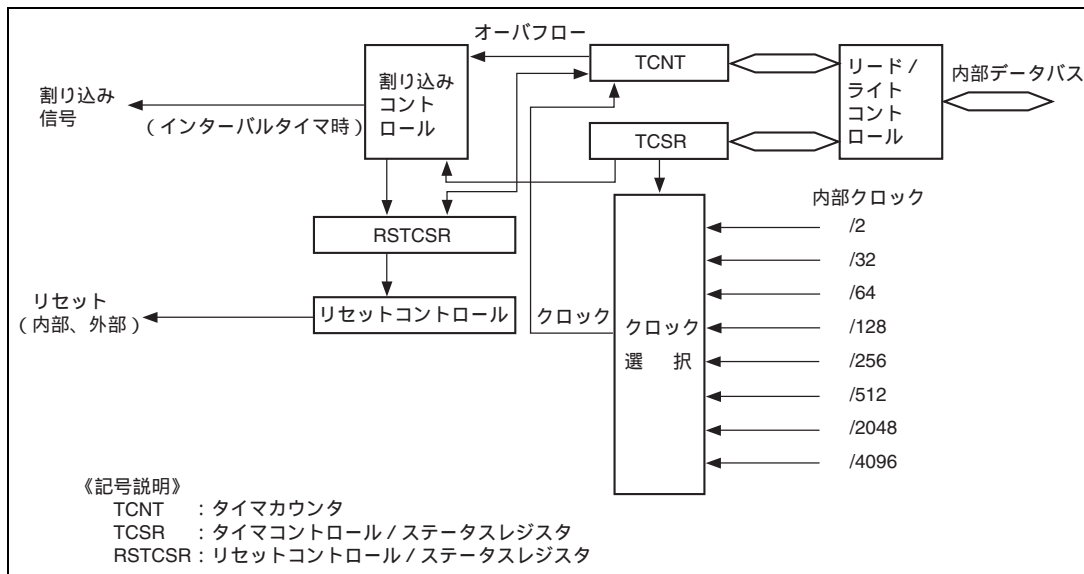 オーバフロー
TCNT
リード /
ライト
コント
ロール
内部データバス
割り込み
コント
ロール
割り込み
信号
(インターバルタイマ時)
TCSR
内部クロック
RSTCSR
/2
/32
/64
リセット
(内部、外部)
リセットコントロール
クロック
クロック
選 択
/128
/256
/512
/2048
/4096
《記号説明》
TCNT :タイマカウンタ
TCSR :タイマコントロール / ステータスレジスタ
RSTCSR:リセットコントロール / ステータスレジスタ